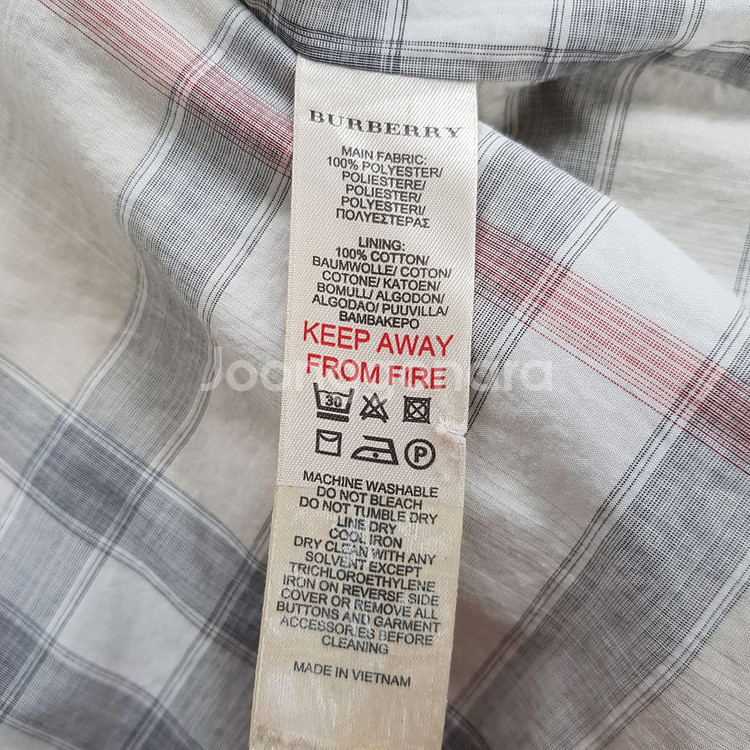 BURBERRY
MAIN FABRIC:
100% POLYESTER/
POLIESTERE/
POLIESTER/
POLYESTERI/
ΠΟΛΥΕΣΤΕΡΑΣ
LINING:
100% COTTON/
BAUMWOLLE/ COTON/
COTONE/ KATOEN/
BOMULL/ ALGODON/
ALGODAO/ PUUVILLA/
ΒΑΜΒΑΚΕΡΟ
KEEP AWAY
FROM FIRE
30
P
MACHINE WASHABLE
DO NOT BLEACH
DO NOT TUMBLE DRY
LINE DRY
COOL IRON
DRY CLEAN WITH ANY
SOLVENT EXCEPT
TRICHLOROETHYLENE
IRON ON REVERSE SIDE
COVER OR REMOVE ALL
BUTTONS AND GARMENT
ACCESSORIES BEFORE
CLEANING
MADE IN VIETNAM